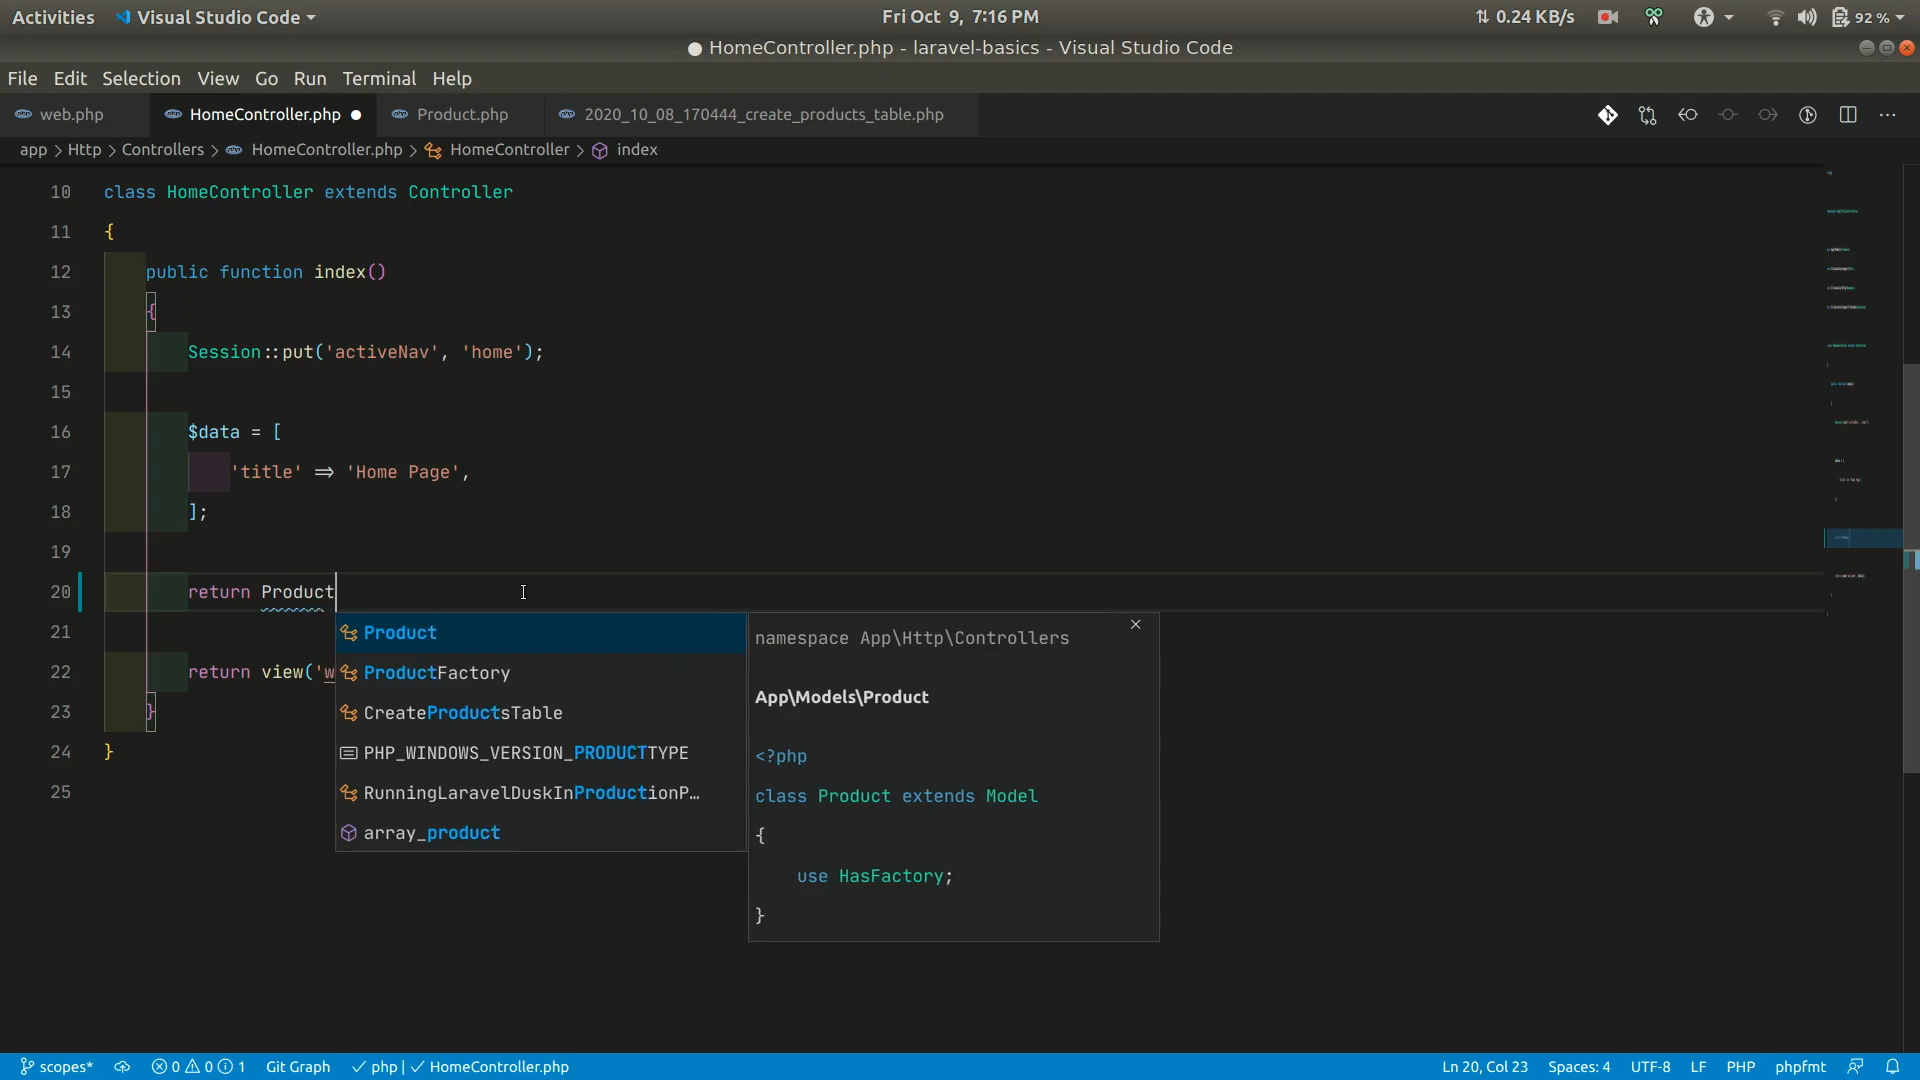 Activities Visual Studio Code Fri Oct 9, 7:16 PM 0.24 KB/s 92 %
● HomeController.php - laravel-basics - Visual Studio Code
File Edit Selection View Go Run Terminal Help
web.php HomeController.php Product.php 2020_10_08_170444_create_products_table.php
app > Http > Controllers > HomeController.php > HomeController > index
10 class HomeController extends Controller
11 {
12 public function index()
13 {
14 Session::put('activeNav', 'home');
15
16 $data = [
17 'title' => 'Home Page',
18 ];
19
20 return Product
21
22 return view('w
23 }
24 }
25
Product
ProductFactory
CreateProductsTable
PHP_WINDOWS_VERSION_PRODUCTTYPE
RunningLaravelDuskInProductionP…
array_product
namespace App\Http\Controllers
App\Models\Product
<?php
class Product extends Model
{
use HasFactory;
}
scopes* 0 0 1 Git Graph ✓ php | ✓ HomeController.php Ln 20, Col 23 Spaces: 4 UTF-8 LF PHP phpfmt